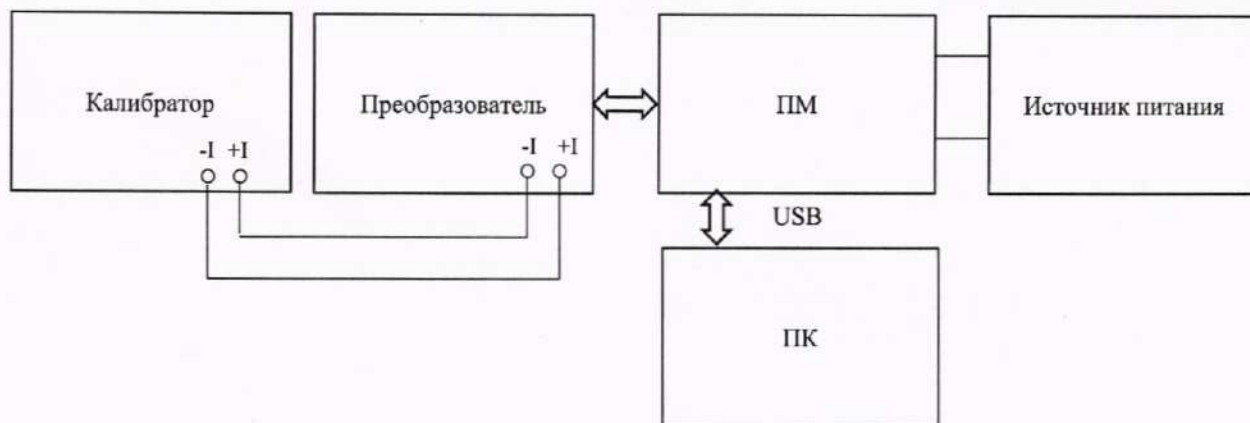 Калибратор
Преобразователь
ПМ
Источник питания
-I +I
-I +I
USB
ПК